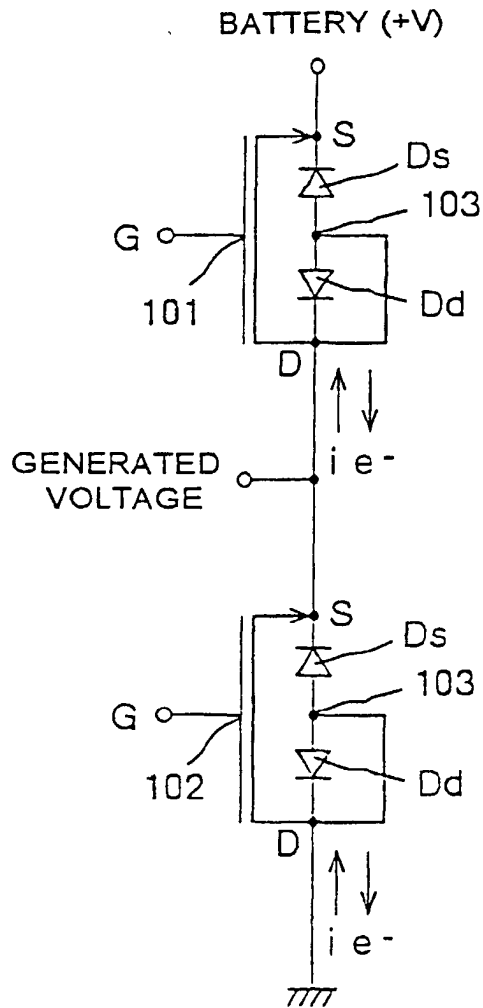 BATTERY (+V)
S
Ds
103
G
101
Dd
D
i e-
GENERATED
VOLTAGE
S
Ds
103
G
102
Dd
D
i e-